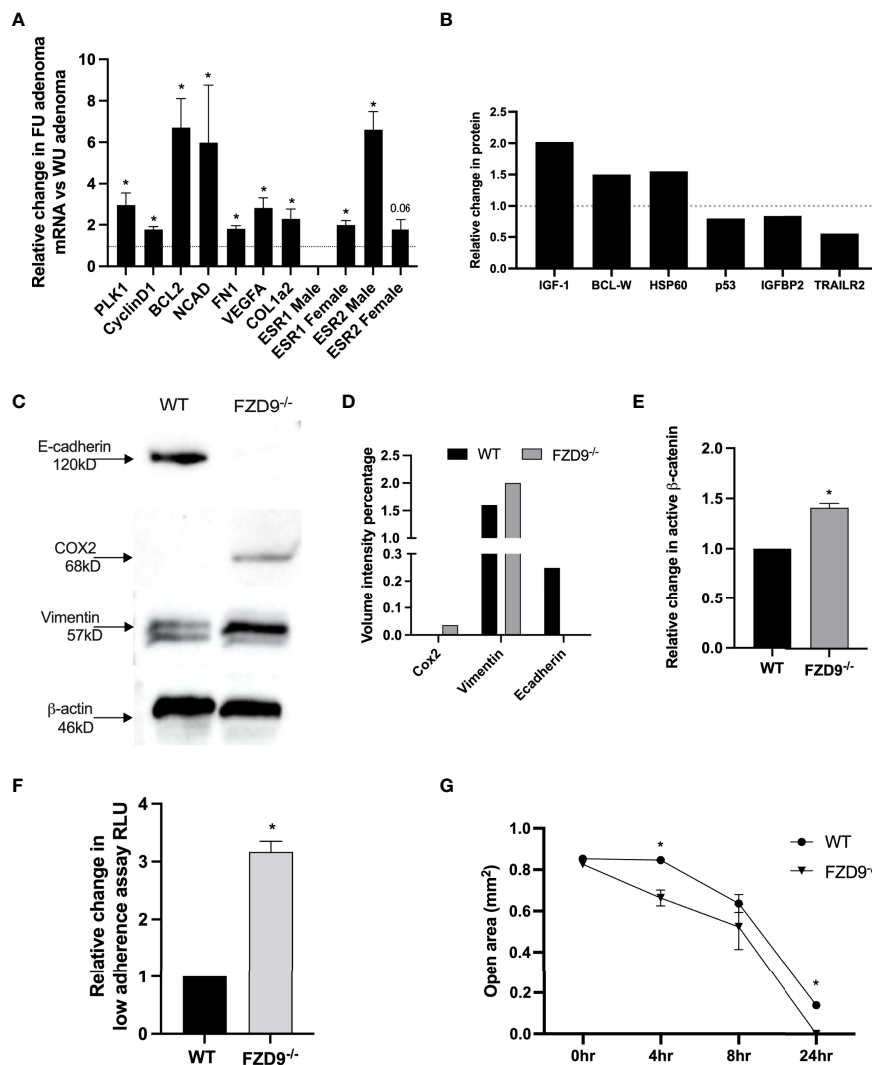 A
Relative change in FU adenoma
mRNA vs WU adenoma
10
8
6
4
2
0
*
*
*
*
*
*
*
*
*
0.06
PLK1
CyclinD1
BCL2
NCAD
FN1
VEGFA
COL1a2
ESR1 Male
ESR1 Female
ESR2 Male
ESR2 Female
B
Relative change in protein
2.5
2.0
1.5
1.0
0.5
0.0
IGF-1 BCL-W HSP60 p53 IGFBP2 TRAILR2
C
WT FZD9-/-
E-cadherin
120kD
COX2
68kD
Vimentin
57kD
β-actin
46kD
D
Volume intensity percentage
2.5
2.0
1.5
1.0
0.3
0.2
0.1
0.0
WT FZD9-/-
Cox2
Vimentin
Ecadherin
E
Relative change in active β-catenin
2.0
1.5
1.0
0.5
0.0
*
WT FZD9-/-
F
Relative change in
low adherence assay RLU
4
3
2
1
0
*
WT FZD9-/-
G
Open area (mm2)
1.0
0.8
0.6
0.4
0.2
0.0
*
*
WT
FZD9-
0hr 4hr 8hr 24hr